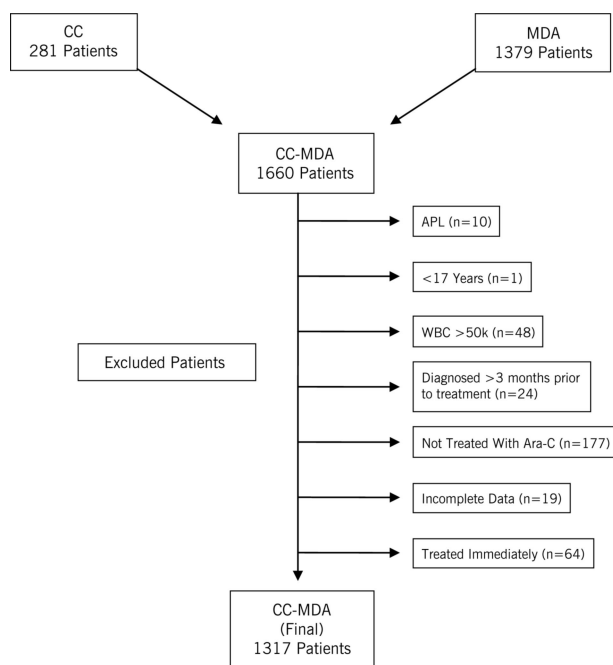 CC
281 Patients
MDA
1379 Patients
CC-MDA
1660 Patients
APL (n=10)
<17 Years (n=1)
WBC >50k (n=48)
Excluded Patients
Diagnosed >3 months prior
to treatment (n=24)
Not Treated With Ara-C (n=177)
Incomplete Data (n=19)
Treated Immediately (n=64)
CC-MDA
(Final)
1317 Patients